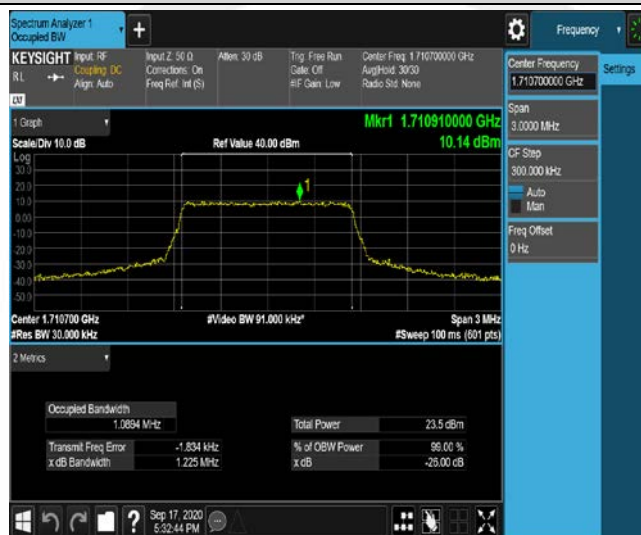 Spectrum Analyzer 1
Occupied BW
Frequency
KEYSIGHT Input: RF
RL
Coupling: DC
Align: Auto
Input Z: 50 Ω
Corrections: On
Freq Ref: Int (S)
Atten: 30 dB
Trig: Free Run
Gate: Off
#IF Gain: Low
Center Freq: 1.710700000 GHz
Avg|Hold: 30/30
Radio Std: None
Center Frequency
1.710700000 GHz
Settings
Span
3.0000 MHz
CF Step
300.000 kHz
Auto
Man
Freq Offset
0 Hz
1 Graph
Scale/Div 10.0 dB
Ref Value 40.00 dBm
Mkr1 1.710910000 GHz
10.14 dBm
Log
30.0
20.0
10.0
0.00
-10.0
-20.0
-30.0
-40.0
-50.0
1
Center 1.710700 GHz
#Video BW 91.000 kHz*
Span 3 MHz
#Res BW 30.000 kHz
#Sweep 100 ms (601 pts)
2 Metrics
Occupied Bandwidth
1.0894 MHz
Total Power 23.5 dBm
Transmit Freq Error -1.834 kHz
% of OBW Power 99.00 %
x dB Bandwidth 1.225 MHz
x dB -26.00 dB
?
Sep 17, 2020
5:32:44 PM